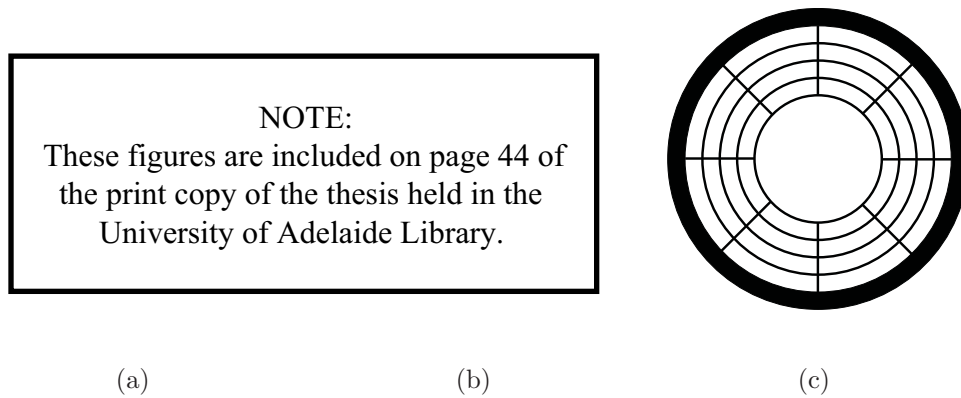 NOTE:
These figures are included on page 44 of
the print copy of the thesis held in the
University of Adelaide Library.
(a) (b) (c)